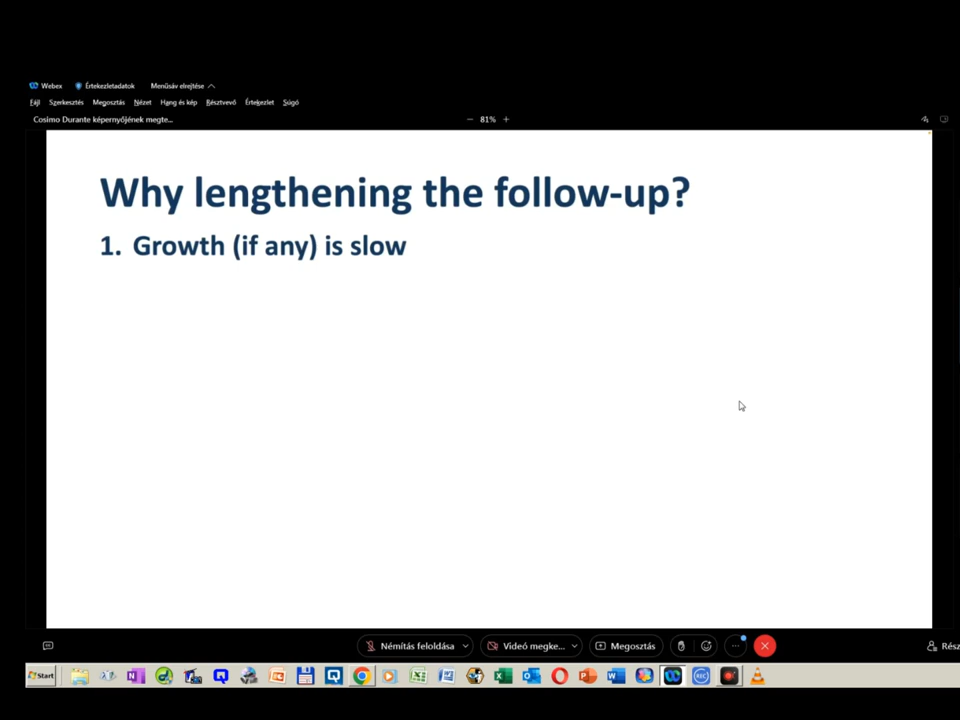 Webex Értekezletadatok Menüsáv elrejtése
Fájl Szerkesztés Megosztás Nézet Hang és kép Résztvevő Értekezlet Súgó
Cosimo Durante képernyőjének megte... 81%
Why lengthening the follow-up?
1. Growth (if any) is slow
Némítás feloldása Videó megke... Megosztás Rész
Start REC